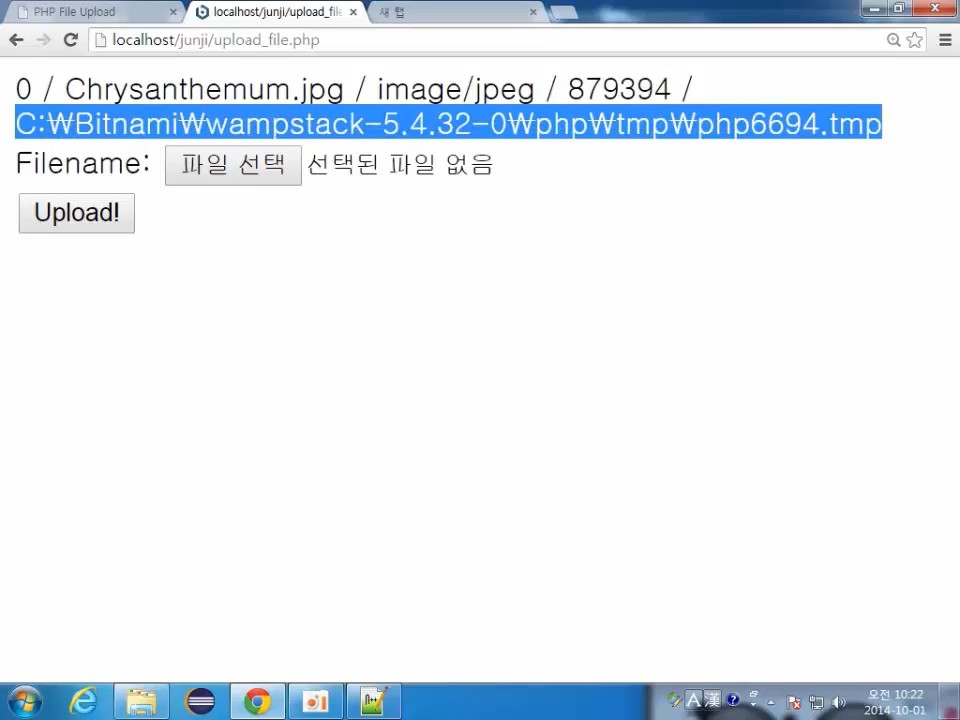 PHP File Upload
localhost/junji/upload_file
새 탭
localhost/junji/upload_file.php
0 / Chrysanthemum.jpg / image/jpeg / 879394 /
C:₩Bitnami₩wampstack-5.4.32-0₩php₩tmp₩php6694.tmp
Filename: 파일 선택 선택된 파일 없음
Upload!
A 漢
오전 10:22
2014-10-01